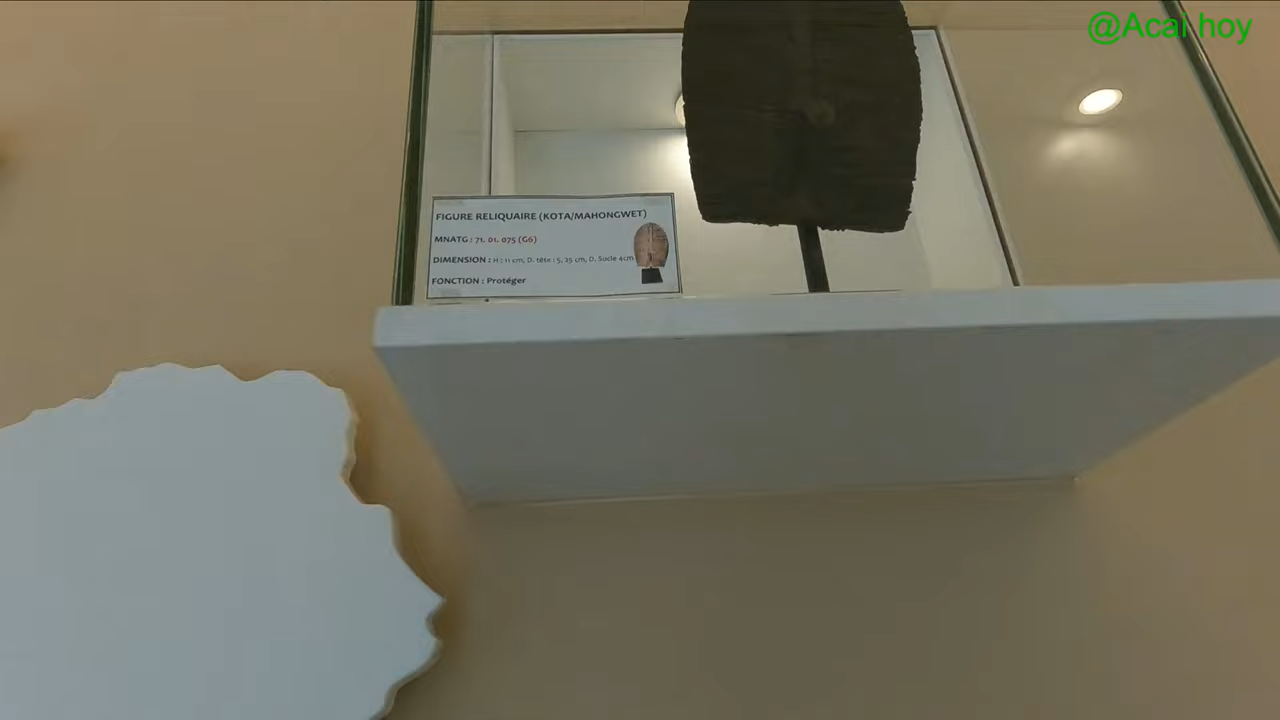 @Acai hoy
FIGURE RELIQUAIRE (KOTA/MAHONGWET)
MNATG : 71. 01. 075 (G6)
DIMENSION : H : 11 cm, D. tête : 5, 25 cm, D. Socle 4cm
FONCTION : Protéger